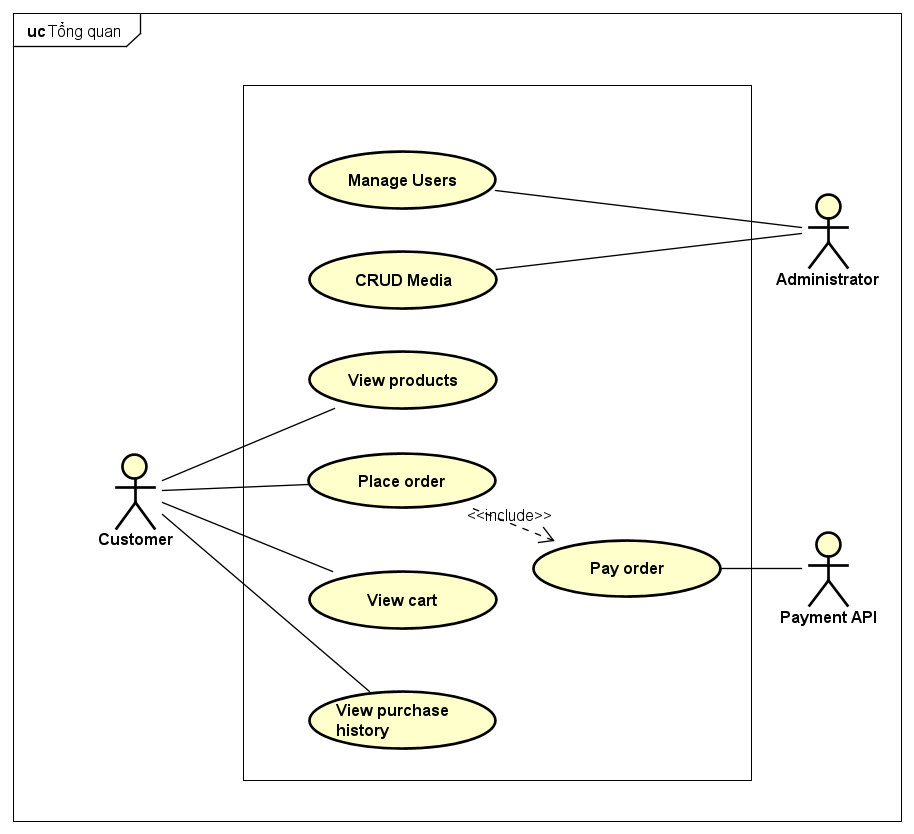 uc Tổng quan
Manage Users
CRUD Media
Administrator
View products
Place order
<<include>>
Customer
Pay order
View cart
Payment API
View purchase
history